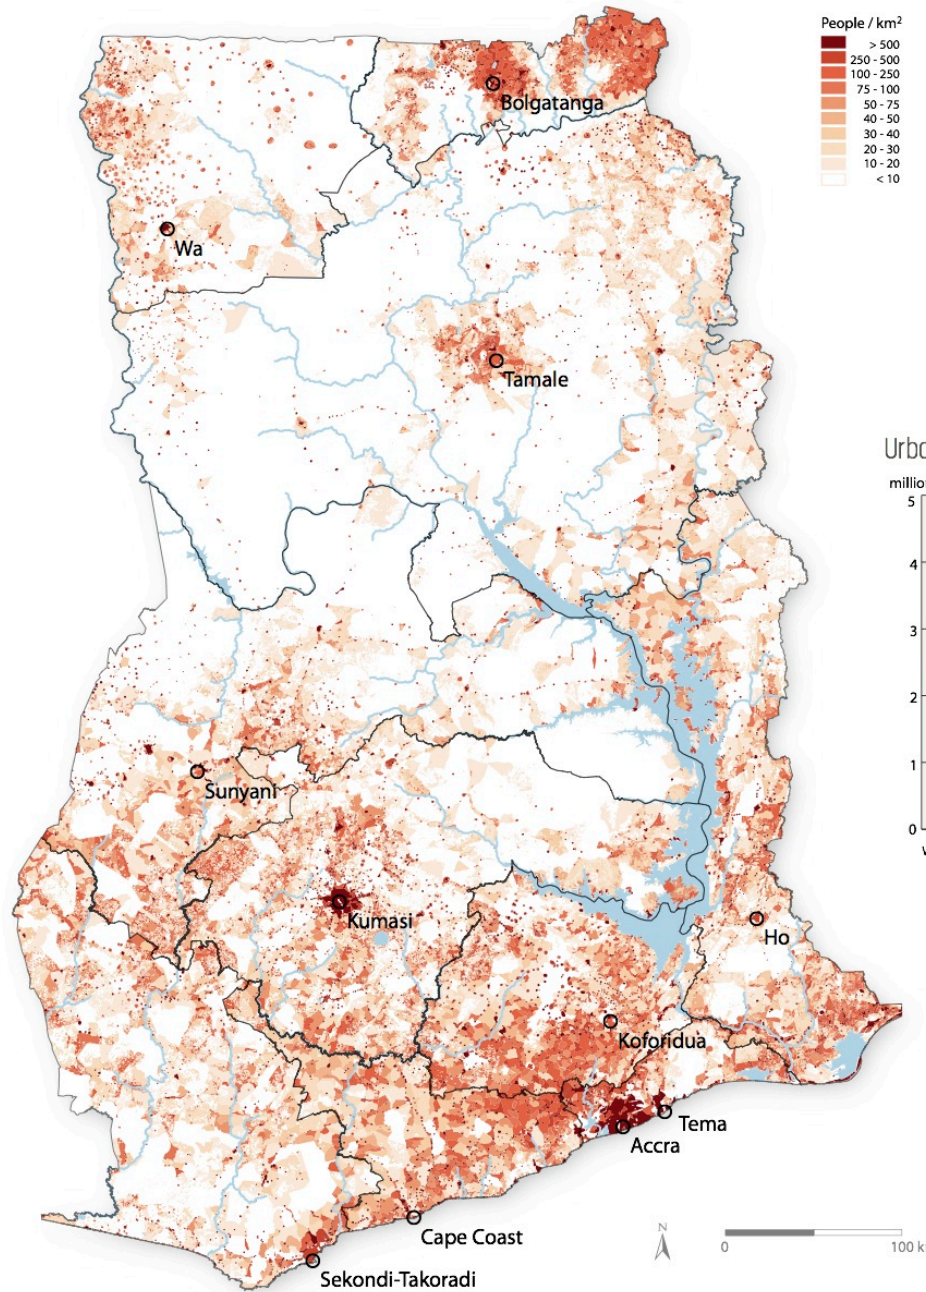 People / km²
> 500
250 - 500
100 - 250
75 - 100
50 - 75
40 - 50
30 - 40
20 - 30
10 - 20
< 10
Bolgatanga
Wa
Tamale
Urb
million
5
4
3
2
1
0
Sunyani
Kumasi
Ho
Koforidua
Tema
Accra
Cape Coast
Sekondi-Takoradi
N
0
100 k